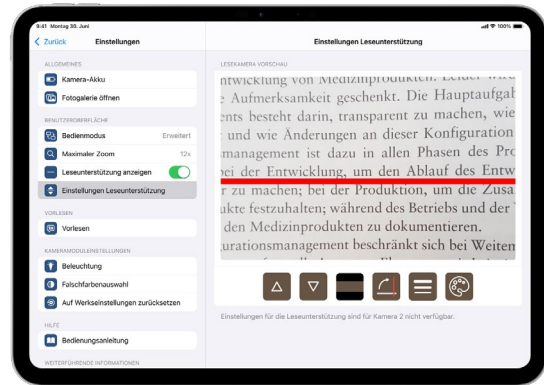 9:41 Montag 30. Juni
100%
Zurück
Einstellungen
ALLGEMEINES
Kamera-Akku
Fotogalerie öffnen
BENUTZEROBERFLÄCHE
Bedienmodus
Erweitert
Maximaler Zoom
12x
Leseunterstützung anzeigen
Einstellungen Leseunterstützung
VORLESEN
Vorlesen
KAMERAMODULEINSTELLUNGEN
Beleuchtung
Falschfarbenauswahl
Auf Werkseinstellungen zurücksetzen
HILFE
Bedienungsanleitung
WEITERFÜHRENDE INFORMATIONEN
Einstellungen Leseunterstützung
LESEKAMERA VORSCHAU
ntwicklung von Medizinprodukten. Leider
e Aufmerksamkeit geschenkt. Die Hauptaufgab
ents besteht darin, transparent zu machen, wie
und wie Änderungen an dieser Konfiguration
management ist dazu in allen Phasen des Pro
bei der Entwicklung, um den Ablauf des Entw
r zu machen; bei der Produktion, um die Zusa
ukte festzuhalten; während des Betriebs und der
den Medizinprodukten zu dokumentieren.
urationsmanagement beschränkt sich bei Weitem
Einstellungen für die Leseunterstützung sind für Kamera 2 nicht verfügbar.